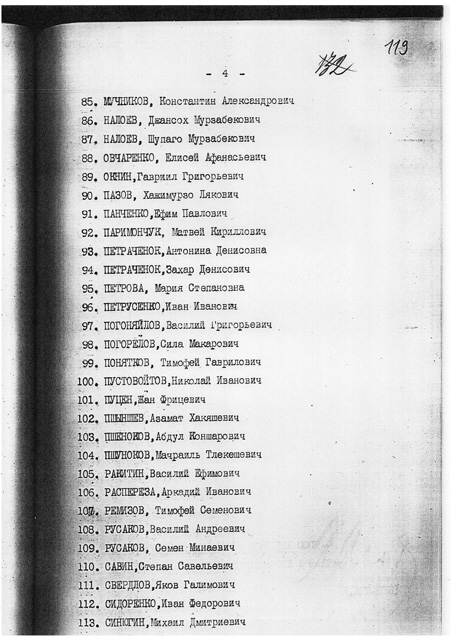 119
132
- 4 -
85. МУЧНИКОВ, Константин Александрович
86. НАЛОЕВ, Джансох Мурзабекович
87. НАЛОЕВ, Шупаго Мурзабекович
88. ОВЧАРЕНКО, Елисей Афанасьевич
89. ОКНИН,Гавриил Григорьевич
90. ПАЗОВ, Хажимурзо Лякович
91. ПАНЧЕНКО,Ефим Павлович
92. ПАРИМОНЧУК, Матвей Кириллович
93. ПЕТРАЧЕНОК,Антонина Денисовна
94. ПЕТРАЧЕНОК,Захар Денисович
95. ПЕТРОВА, Мария Степановна
96. ПЕТРУСЕНКО,Иван Иванович
97. ПОГОНЯЙЛОВ,Василий Григорьевич
98. ПОГОРЕЛОВ,Сила Макарович
99. ПОНЯТКОВ, Тимофей Гаврилович
100. ПУСТОВОЙТОВ,Николай Иванович
101. ПУЦЕН,Жан Фрицевич
102. ПШЫНШЕВ,Азамат Хакяшевич
103. ПШЕНОКОВ,Абдул Коншарович
104. ПШУНОКОВ,Мачраиль Тлекешевич
105. РАКИТИН,Василий Ефимович
106. РАСПЕРЕЗА,Аркадий Иванович
107. РЕМИЗОВ, Тимофей Семенович
108. РУСАКОВ,Василий Андреевич
109. РУСАКОВ, Семен Минаевич
110. САВИН,Степан Савельевич
111. СВЕРДЛОВ,Яков Галимович
112. СИДОРЕНКО,Иван Федорович
113. СИНЮГИН,Михаил Дмитриевич